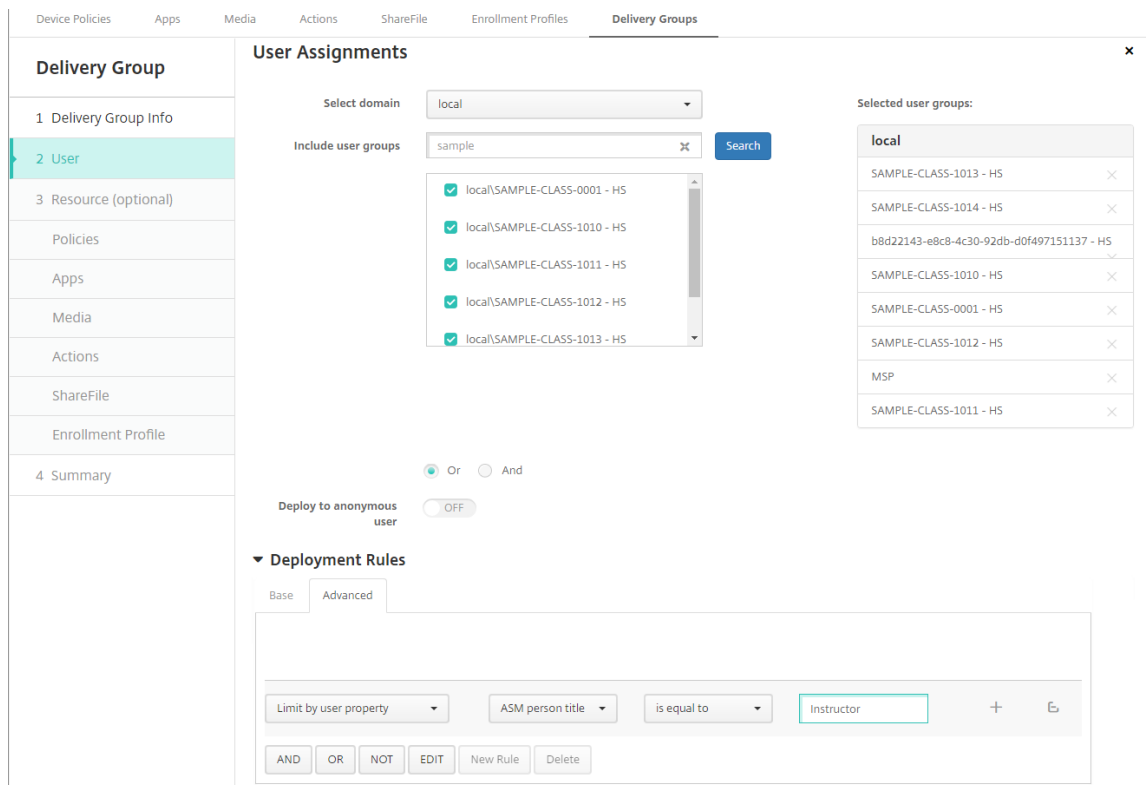 Device Policies Apps Media Actions ShareFile Enrollment Profiles Delivery Groups
Delivery Group
1 Delivery Group Info
2 User
3 Resource (optional)
Policies
Apps
Media
Actions
ShareFile
Enrollment Profile
4 Summary
User Assignments
Select domain local
Include user groups sample Search
local\SAMPLE-CLASS-0001 - HS
local\SAMPLE-CLASS-1010 - HS
local\SAMPLE-CLASS-1011 - HS
local\SAMPLE-CLASS-1012 - HS
local\SAMPLE-CLASS-1013 - HS
Selected user groups:
local
SAMPLE-CLASS-1013 - HS
SAMPLE-CLASS-1014 - HS
b8d22143-e8c8-4c30-92db-d0f497151137 - HS
SAMPLE-CLASS-1010 - HS
SAMPLE-CLASS-0001 - HS
SAMPLE-CLASS-1012 - HS
MSP
SAMPLE-CLASS-1011 - HS
Or And
Deploy to anonymous
user
OFF
Deployment Rules
Base Advanced
Limit by user property ASM person title is equal to Instructor
AND OR NOT EDIT New Rule Delete